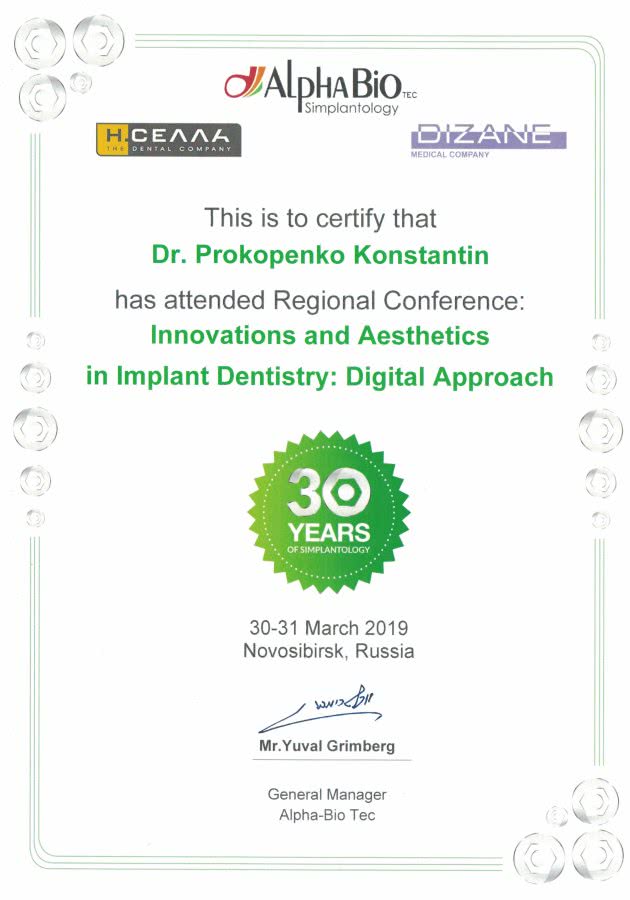 AlphaBio TEC
Simplantology
Н.СЕЛЛА
THE DENTAL COMPANY
DIZANE
MEDICAL COMPANY
This is to certify that
Dr. Prokopenko Konstantin
has attended Regional Conference:
Innovations and Aesthetics
in Implant Dentistry: Digital Approach
30
YEARS
OF SIMPLANTOLOGY
30-31 March 2019
Novosibirsk, Russia
Mr.Yuval Grimberg
General Manager
Alpha-Bio Tec